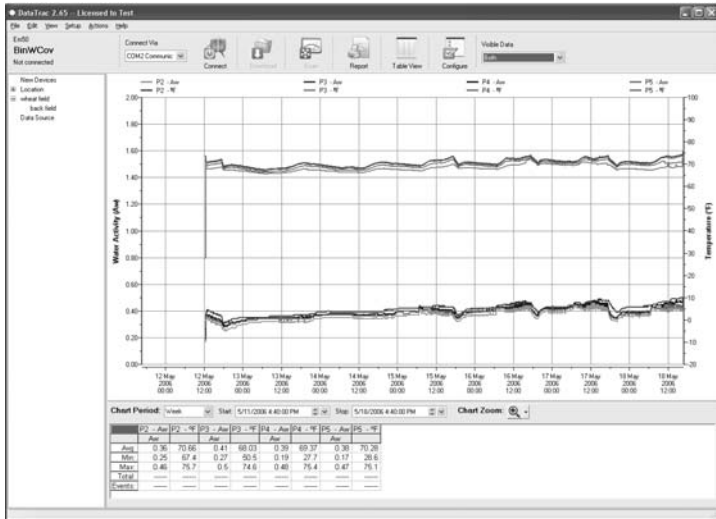 DataTrac 2.65 -- Licensed to Test
File Edit View Setup Actions Help
Em50
BinWCov
Not connected
Connect Via
COM2 Communic
Connect
Download
Scan
Report
Table View
Configure
Visible Data
Both
New Devices
Location
wheat field
back field
Data Source
P2 - Aw P3 - Aw P4 - Aw P5 - Aw
P2 - °F P3 - °F P4 - °F P5 - °F
Water Activity (Aw)
2.00
1.80
1.60
1.40
1.20
1.00
0.80
0.60
0.40
0.20
0.00
100
90
80
70
60
50
40
30
20
10
0
-10
-20
Temperature (°F)
12 May 12 May 13 May 13 May 14 May 14 May 15 May 15 May 16 May 16 May 17 May 17 May 18 May 18 May
2006 2006 2006 2006 2006 2006 2006 2006 2006 2006 2006 2006 2006 2006
00:00 12:00 00:00 12:00 00:00 12:00 00:00 12:00 00:00 12:00 00:00 12:00 00:00 12:00
Chart Period: Week Start: 5/11/2006 4:40:00 PM Stop: 5/18/2006 4:40:00 PM Chart Zoom:
P2 - Aw P2 - °F P3 - Aw P3 - °F P4 - Aw P4 - °F P5 - Aw P5 - °F
Aw Aw Aw Aw
Avg 0.36 70.66 0.41 68.03 0.39 69.37 0.38 70.28
Min 0.25 67.4 0.27 50.5 0.19 27.7 0.17 28.6
Max 0.46 75.7 0.5 74.6 0.48 75.4 0.47 75.1
Total ----- ----- ----- ----- ----- ----- ----- -----
Events: ----- ----- ----- ----- ----- ----- ----- -----